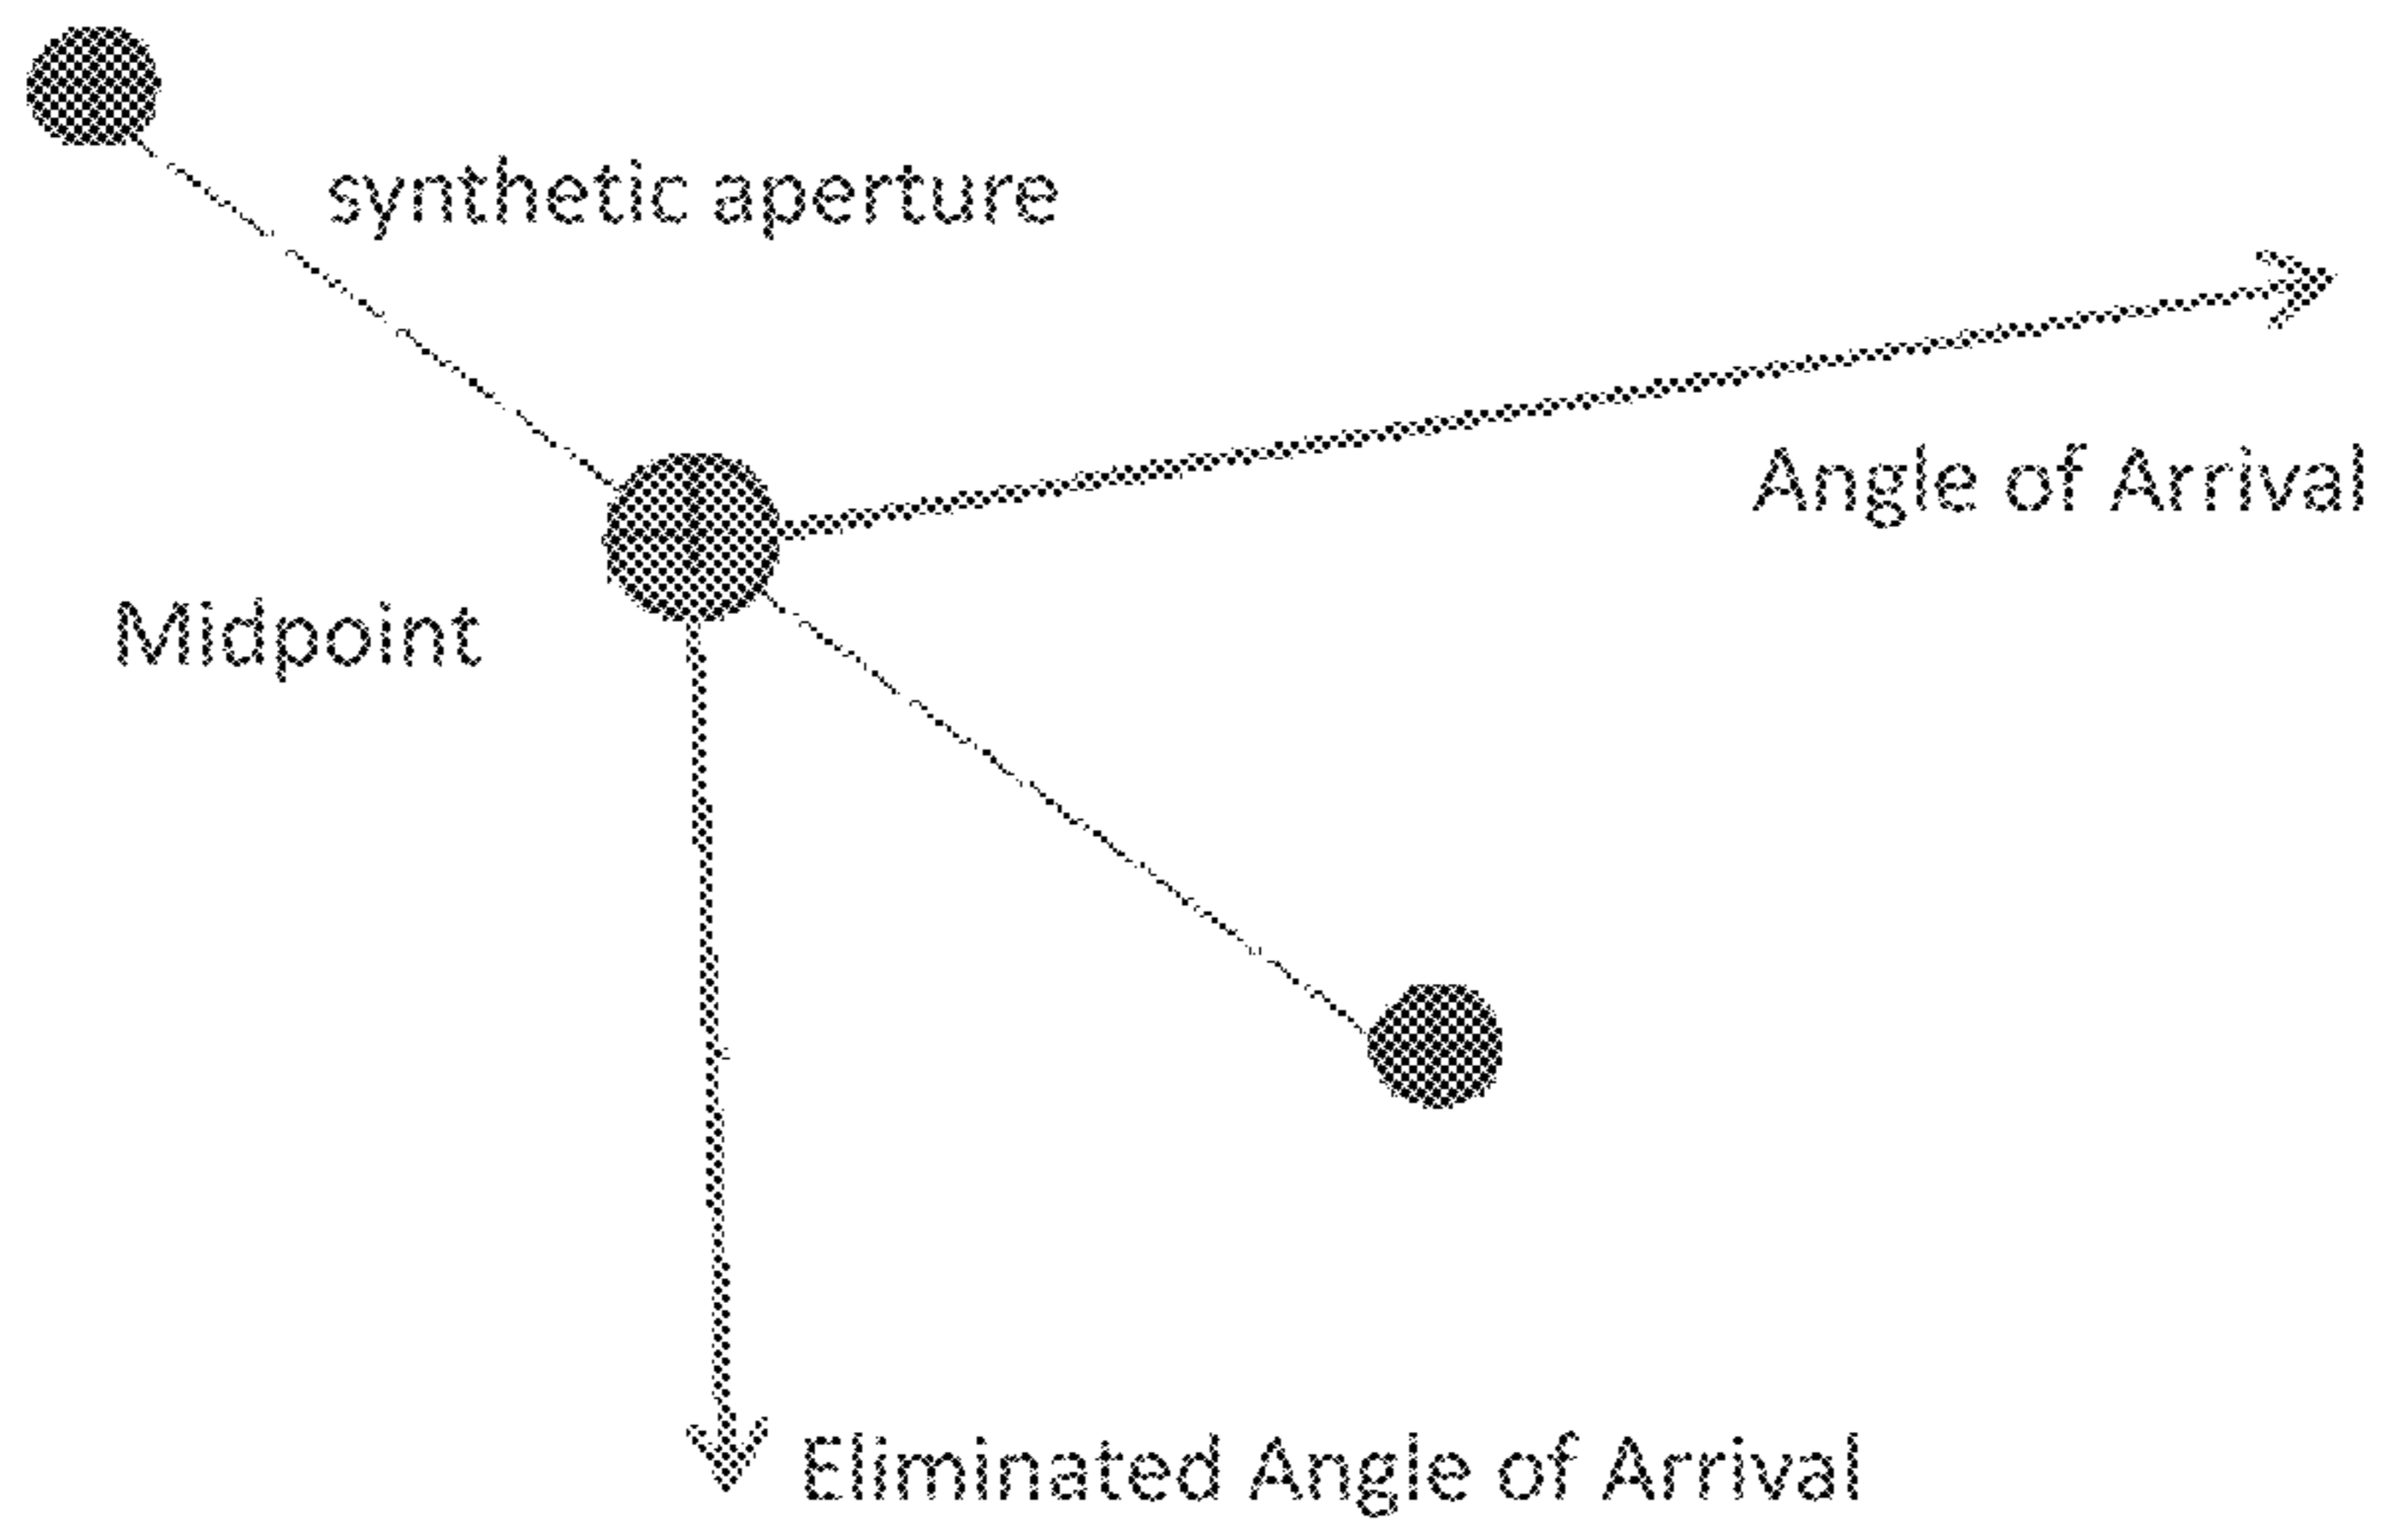 synthetic aperture
Angle of Arrival
Midpoint
Eliminated Angle of Arrival